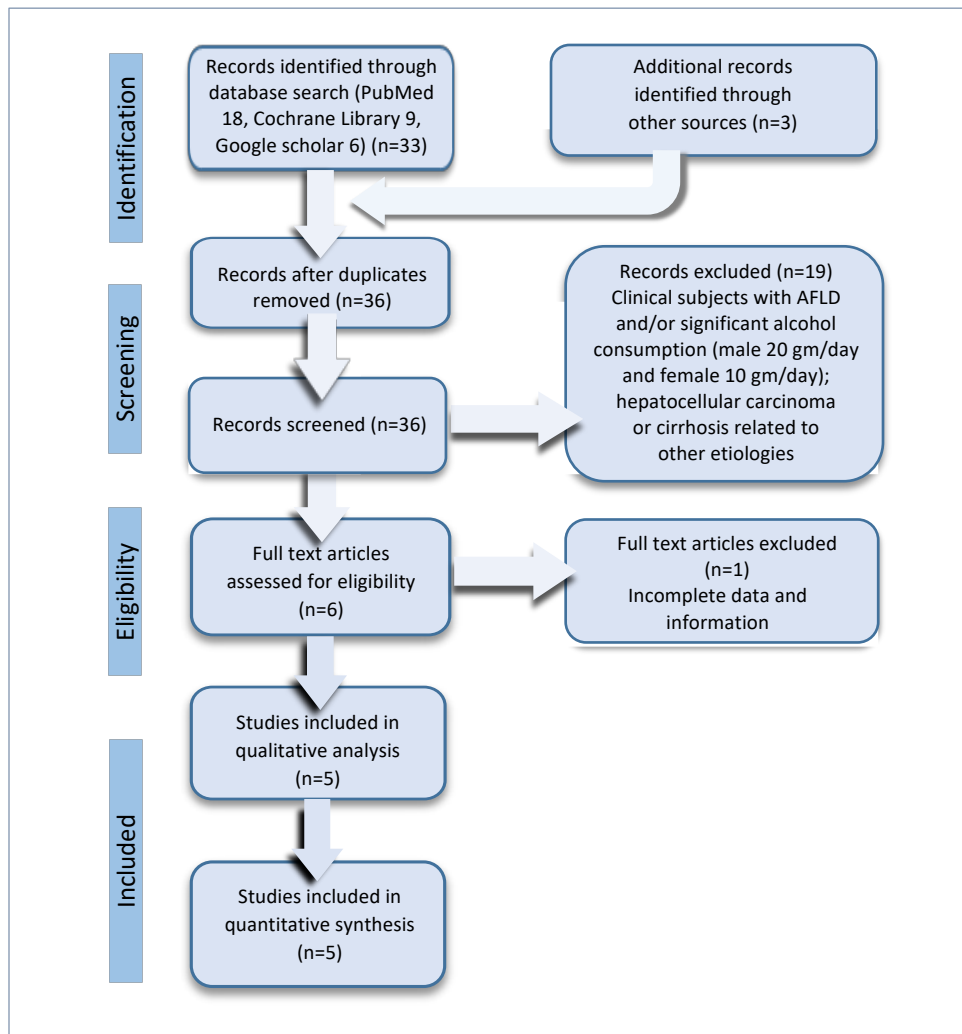 Identification
Records identified through
database search (PubMed
18, Cochrane Library 9,
Google scholar 6) (n=33)
Additional records
identified through
other sources (n=3)
Screening
Records after duplicates
removed (n=36)
Records screened (n=36)
Records excluded (n=19)
Clinical subjects with AFLD
and/or significant alcohol
consumption (male 20 gm/day
and female 10 gm/day);
hepatocellular carcinoma
or cirrhosis related to
other etiologies
Eligibility
Full text articles
assessed for eligibility
(n=6)
Full text articles excluded
(n=1)
Incomplete data and
information
Included
Studies included in
qualitative analysis
(n=5)
Studies included in
quantitative synthesis
(n=5)